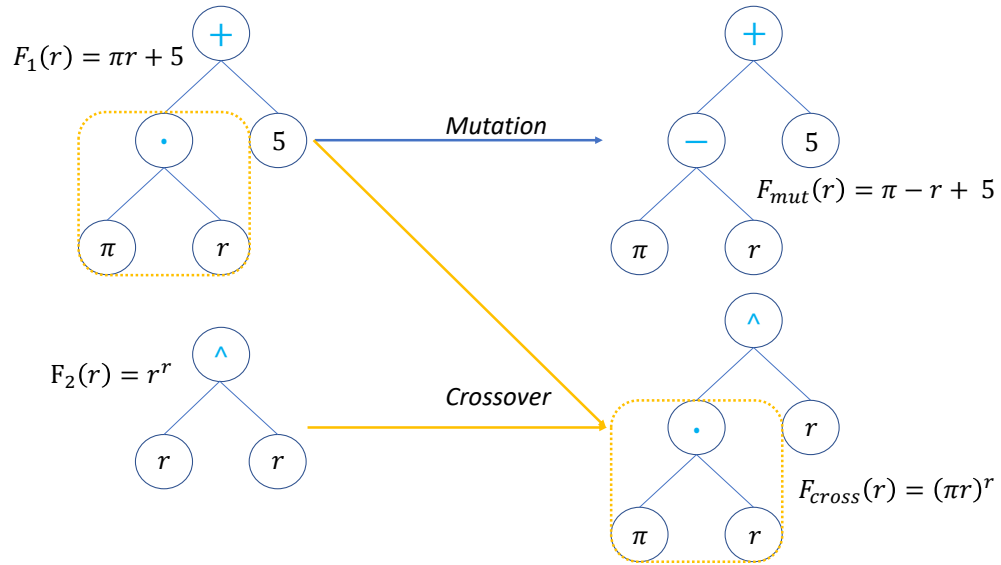 +
+
F₁(r) = πr + 5
·
5
Mutation
−
5
F_mut(r) = π − r + 5
π
r
π
r
^
^
F₂(r) = r^r
Crossover
r
r
·
r
F_cross(r) = (πr)^r
π
r